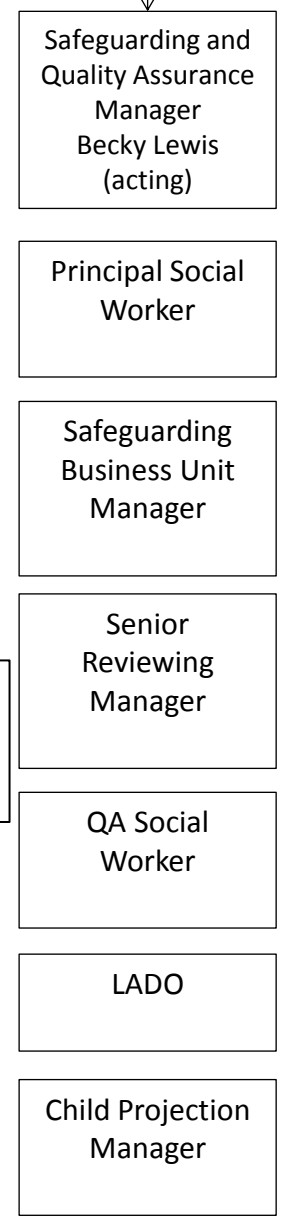 Safeguarding and
Quality Assurance
Manager
Becky Lewis
(acting)
Principal Social
Worker
Safeguarding
Business Unit
Manager
Senior
Reviewing
Manager
QA Social
Worker
LADO
Child Projection
Manager